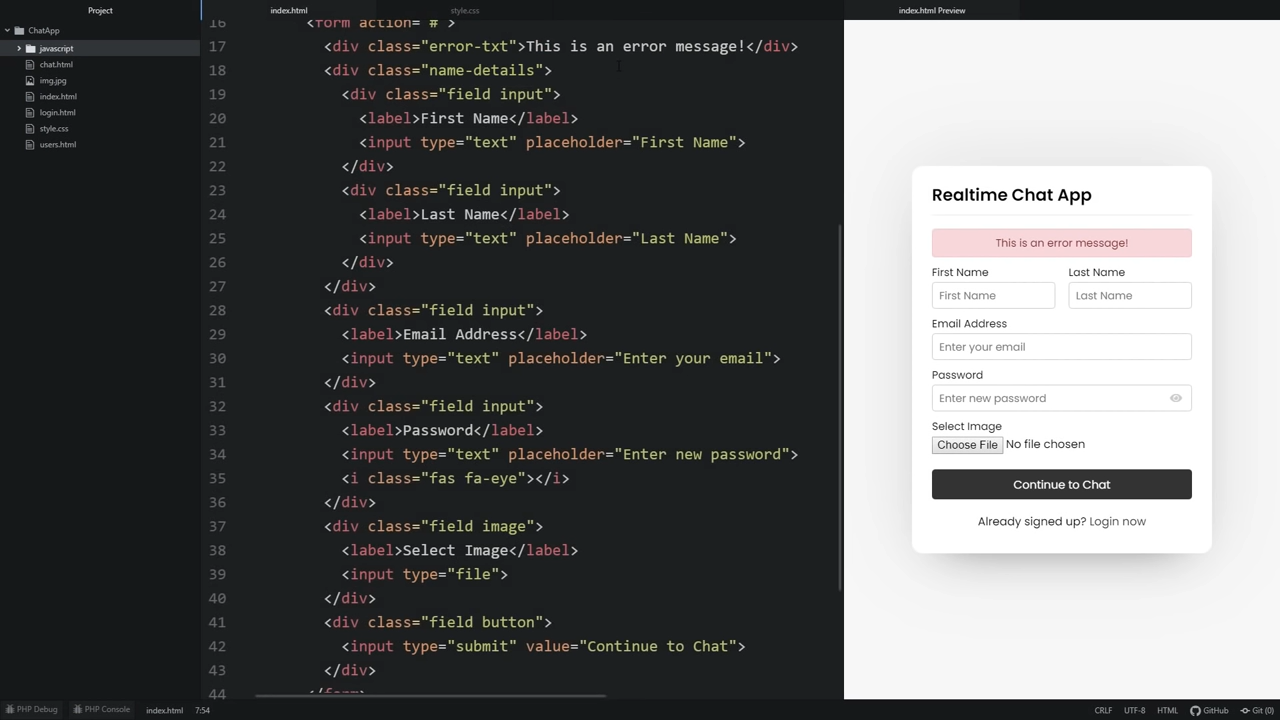 Project
ChatApp
javascript
chat.html
img.jpg
index.html
login.html
style.css
users.html
index.html
style.css
16 <form action="#">
17 <div class="error-txt">This is an error message!</div>
18 <div class="name-details">
19 <div class="field input">
20 <label>First Name</label>
21 <input type="text" placeholder="First Name">
22 </div>
23 <div class="field input">
24 <label>Last Name</label>
25 <input type="text" placeholder="Last Name">
26 </div>
27 </div>
28 <div class="field input">
29 <label>Email Address</label>
30 <input type="text" placeholder="Enter your email">
31 </div>
32 <div class="field input">
33 <label>Password</label>
34 <input type="text" placeholder="Enter new password">
35 <i class="fas fa-eye"></i>
36 </div>
37 <div class="field image">
38 <label>Select Image</label>
39 <input type="file">
40 </div>
41 <div class="field button">
42 <input type="submit" value="Continue to Chat">
43 </div>
44 </form>
index.html Preview
Realtime Chat App
This is an error message!
First Name Last Name
First Name Last Name
Email Address
Enter your email
Password
Enter new password
Select Image
Choose File No file chosen
Continue to Chat
Already signed up? Login now
PHP Debug PHP Console index.html 7:54 CRLF UTF-8 HTML GitHub Git (0)